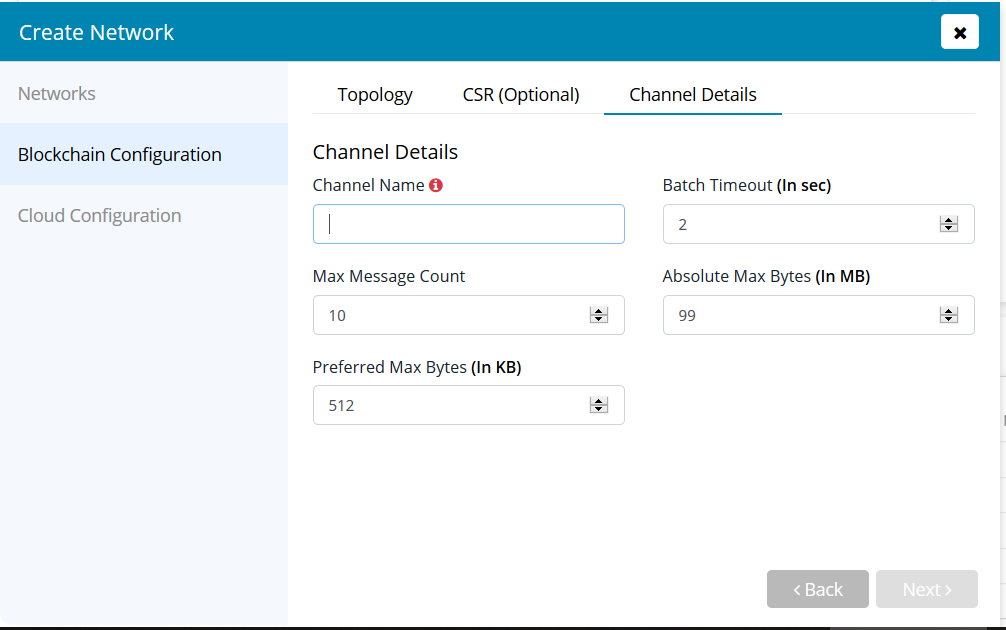 Create Network
Networks
Blockchain Configuration
Cloud Configuration
Topology
CSR (Optional)
Channel Details
Channel Details
Channel Name
Batch Timeout (In sec)
2
Max Message Count
Absolute Max Bytes (In MB)
10
99
Preferred Max Bytes (In KB)
512
Back
Next